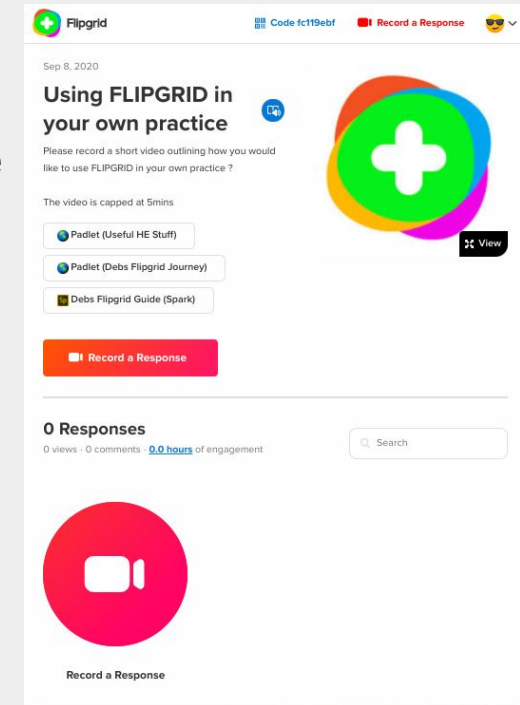 Flipgrid
Code fc119ebf
Record a Response
Sep 8, 2020
Using FLIPGRID in
your own practice
Please record a short video outlining how you would
like to use FLIPGRID in your own practice ?
The video is capped at 5mins
View
Padlet (Useful HE Stuff)
Padlet (Debs Flipgrid Journey)
Sp Debs Flipgrid Guide (Spark)
Record a Response
0 Responses
0 views · 0 comments · 0.0 hours of engagement
Search
Record a Response